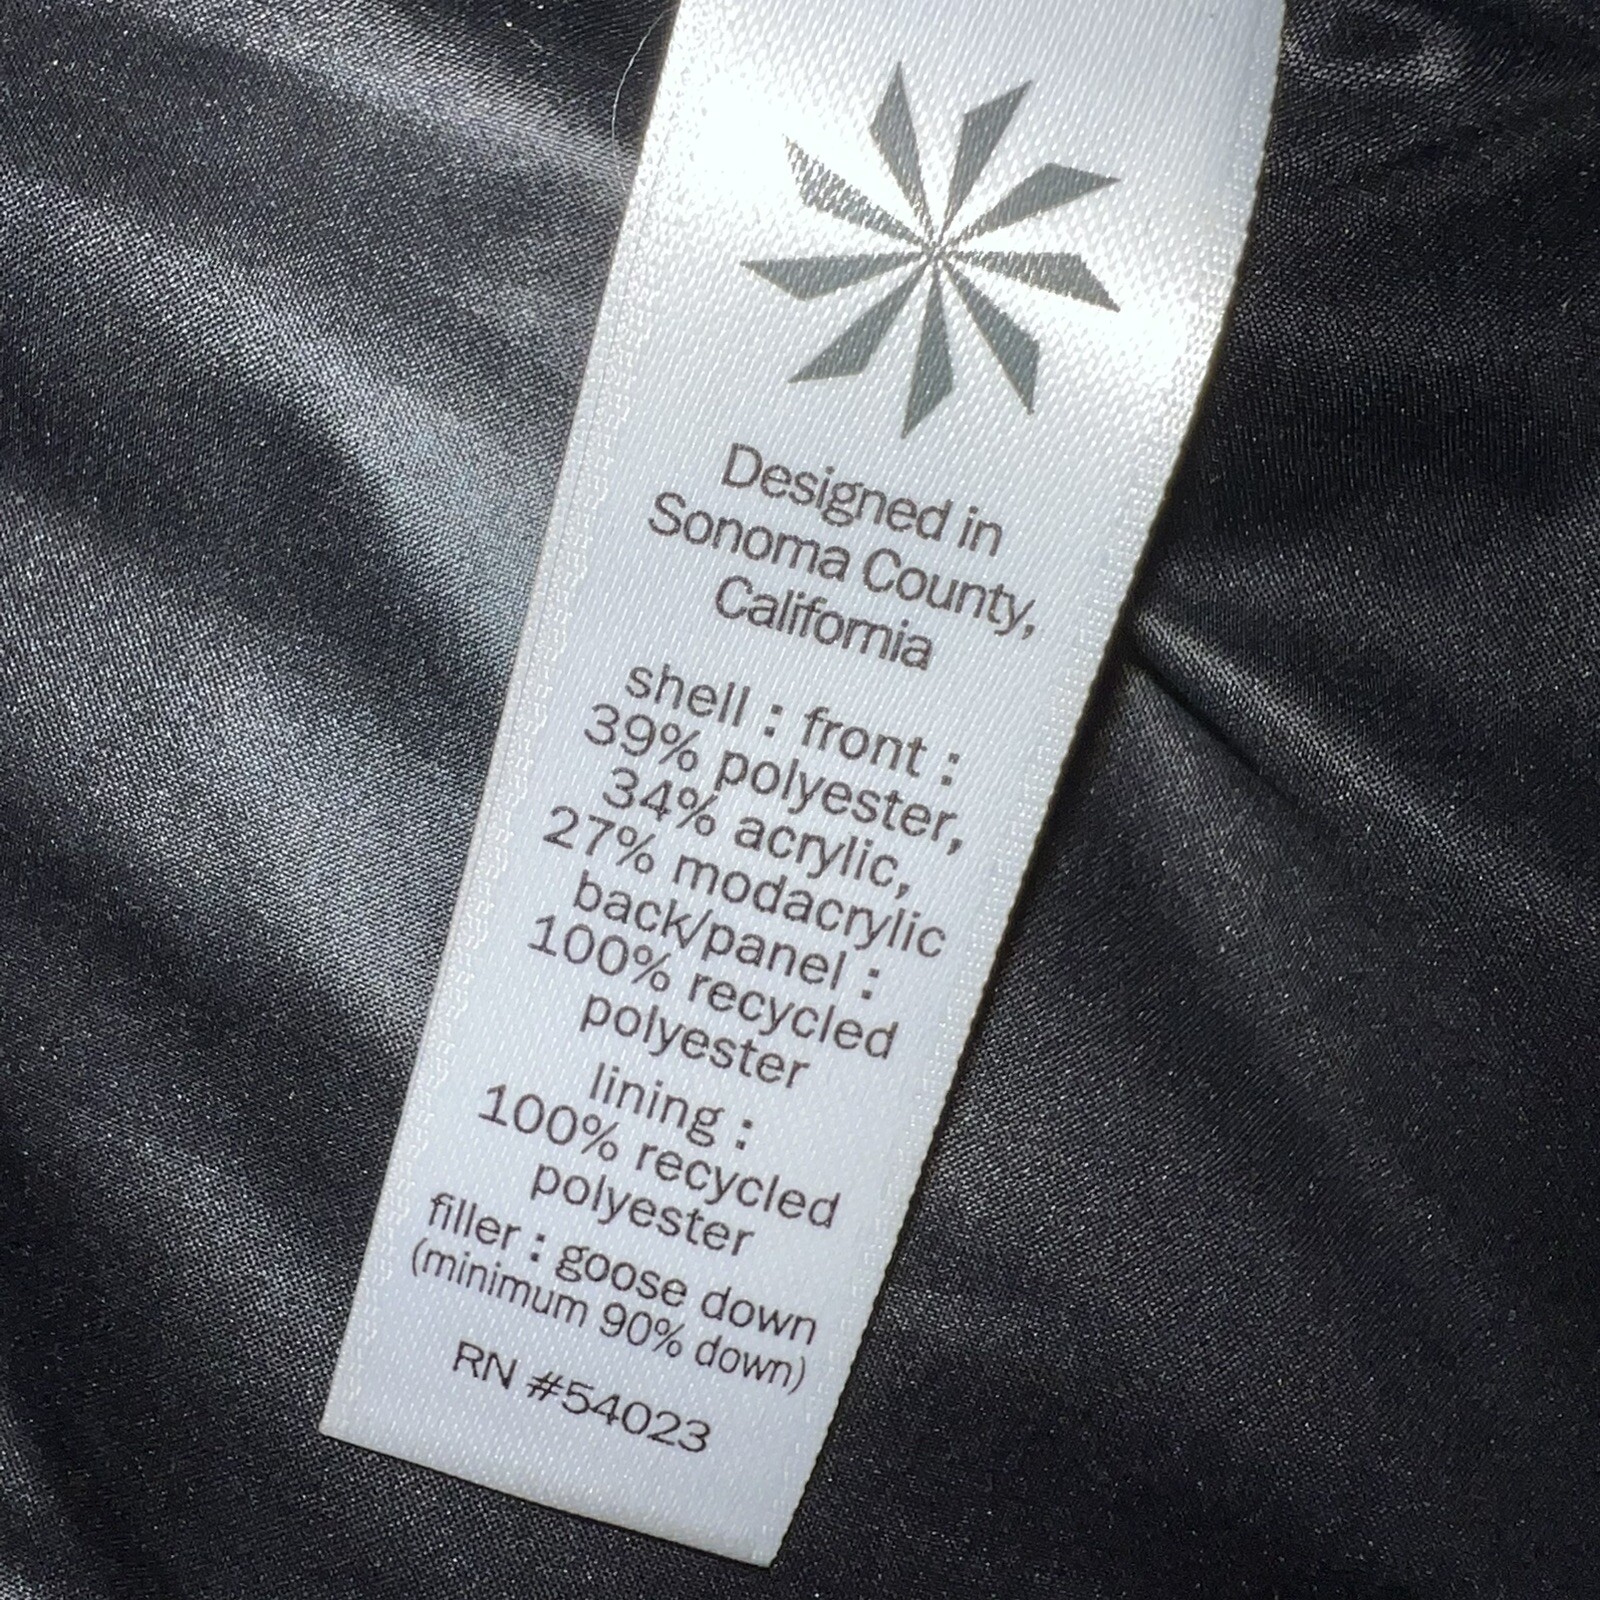 Designed in
Sonoma County,
California
shell : front :
39% polyester,
34% acrylic,
27% modacrylic
back/panel :
100% recycled
polyester
lining :
100% recycled
polyester
filler : goose down
(minimum 90% down)
RN #54023